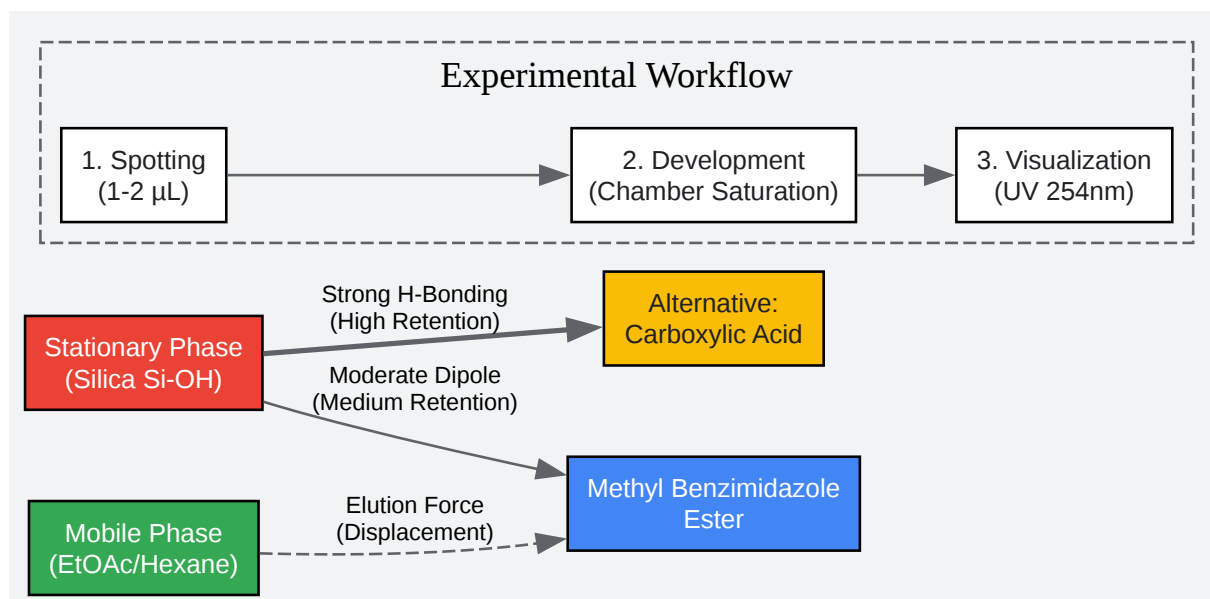 Experimental Workflow
1. Spotting
(1-2 µL)
2. Development
(Chamber Saturation)
3. Visualization
(UV 254nm)
Strong H-Bonding
(High Retention)
Alternative:
Carboxylic Acid
Stationary Phase
(Silica Si-OH)
Moderate Dipole
(Medium Retention)
Methyl Benzimidazole
Ester
Elution Force
(Displacement)
Mobile Phase
(EtOAc/Hexane)